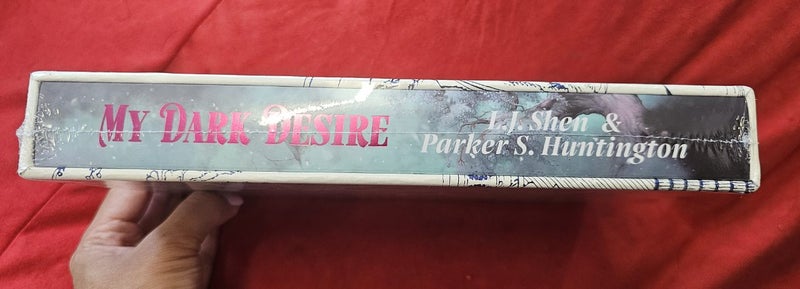 MY DARK DESIRE
L.J. Shen &
Parker S. Huntington